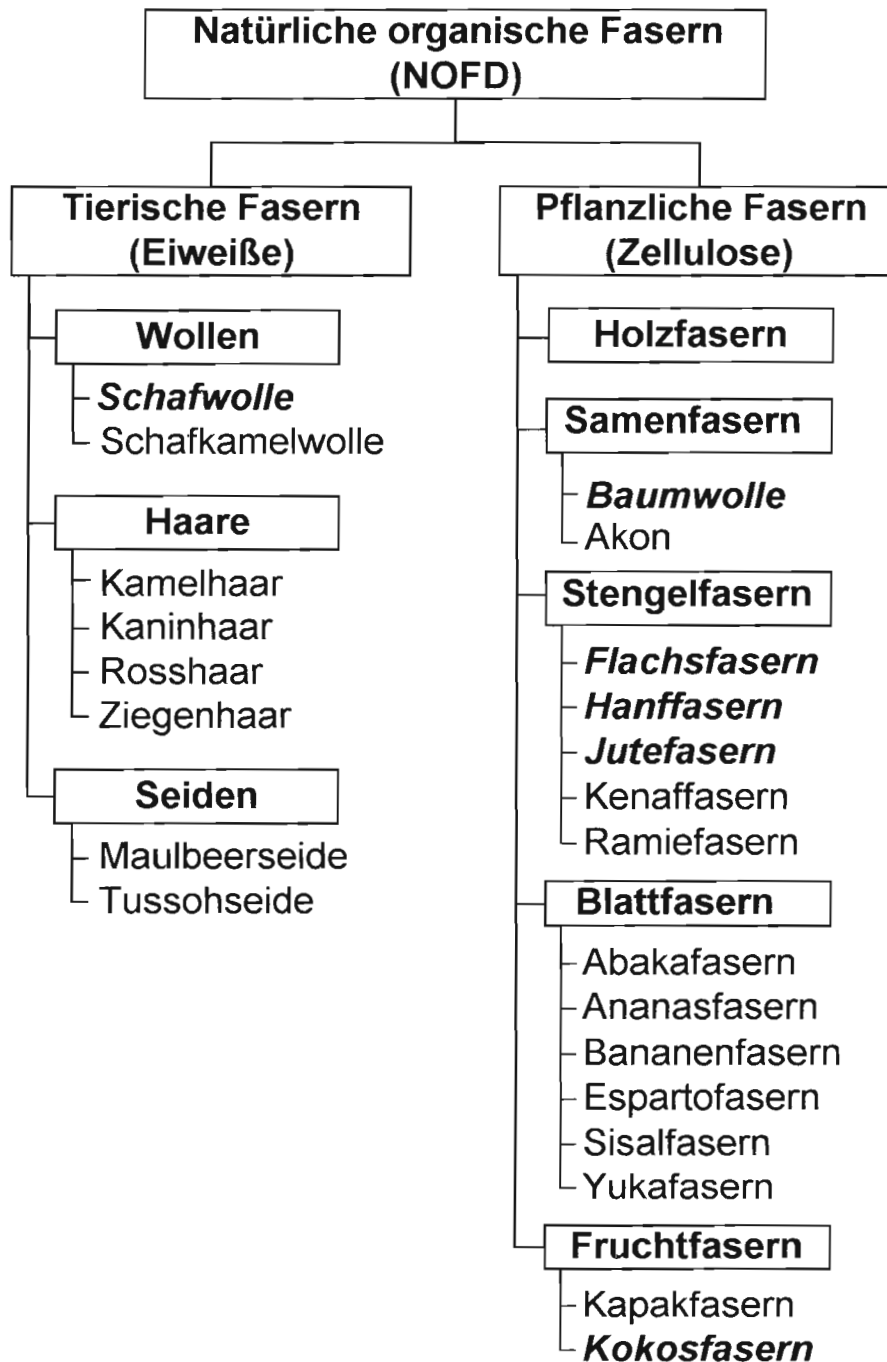 Natürliche organische Fasern
(NOFD)
Tierische Fasern
(Eiweiße)
Wollen
Schafwolle
Schafkamelwolle
Haare
Kamelhaar
Kaninhaar
Rosshaar
Ziegenhaar
Seiden
Maulbeerseide
Tussohseide
Pflanzliche Fasern
(Zellulose)
Holzfasern
Samenfasern
Baumwolle
Akon
Stengelfasern
Flachsfasern
Hanffasern
Jutefasern
Kenaffasern
Ramiefasern
Blattfasern
Abakafasern
Ananasfasern
Bananenfasern
Espartofasern
Sisalfasern
Yukafasern
Fruchtfasern
Kapakfasern
Kokosfasern